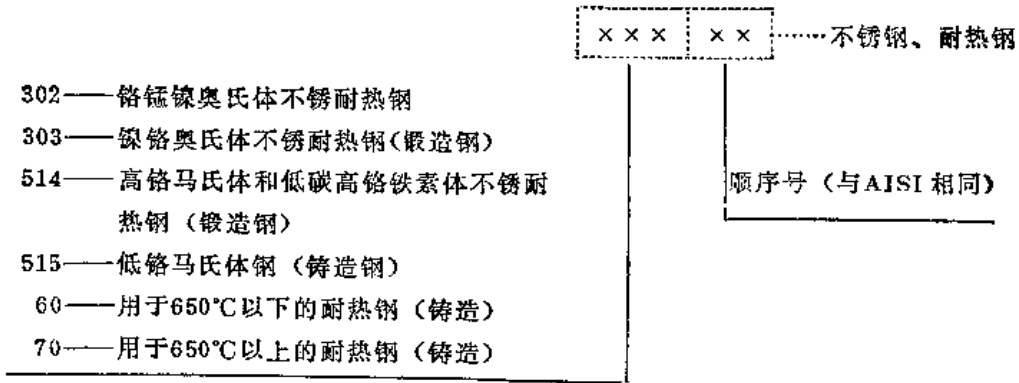 ××× ×× ……不锈钢、耐热钢
302——铬锰镍奥氏体不锈耐热钢
303——镍铬奥氏体不锈耐热钢(锻造钢)
514——高铬马氏体和低碳高铬铁素体不锈耐
热钢（锻造钢）
顺序号（与AISI相同）
515——低铬马氏体钢（铸造钢）
60——用于650℃以下的耐热钢（铸造）
70——用于650℃以上的耐热钢（铸造）